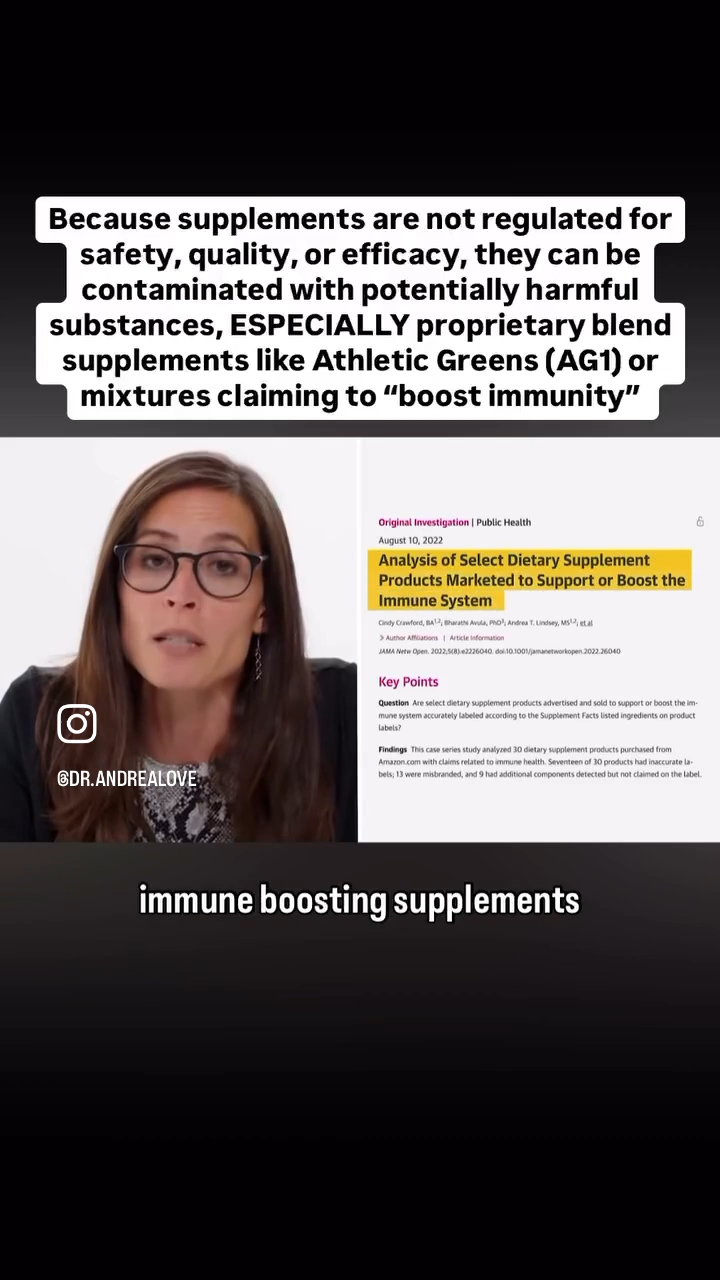 Because supplements are not regulated for
safety, quality, or efficacy, they can be
contaminated with potentially harmful
substances, ESPECIALLY proprietary blend
supplements like Athletic Greens (AG1) or
mixtures claiming to “boost immunity”
Original Investigation | Public Health
August 10, 2022
Analysis of Select Dietary Supplement
Products Marketed to Support or Boost the
Immune System
Cindy Crawford, BA1,2; Bharathi Avula, PhD3; Andrea T. Lindsey, MS1,2; et al
Author Affiliations | Article Information
JAMA Netw Open. 2022;5(8):e2226040. doi:10.1001/jamanetworkopen.2022.26040
Key Points
Question Are select dietary supplement products advertised and sold to support or boost the im-
mune system accurately labeled according to the Supplement Facts listed ingredients on product
labels?
Findings This case series study analyzed 30 dietary supplement products purchased from
Amazon.com with claims related to immune health. Seventeen of 30 products had inaccurate la-
bels; 13 were misbranded, and 9 had additional components detected but not claimed on the label.
@DR.ANDREALOVE
immune boosting supplements